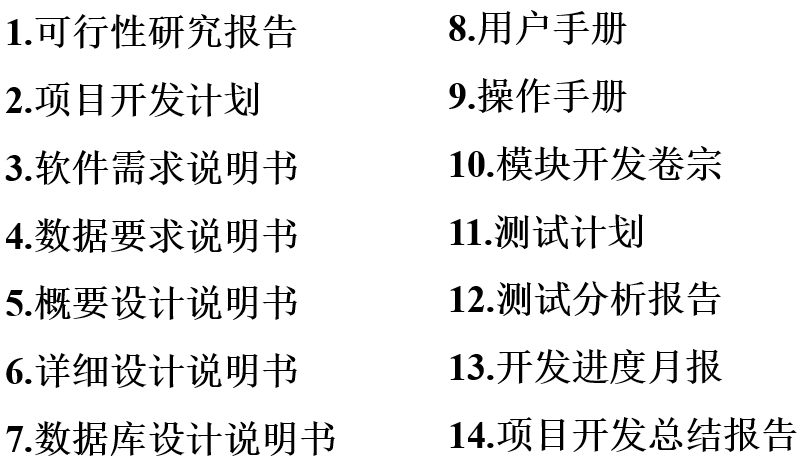 1.可行性研究报告
2.项目开发计划
3.软件需求说明书
4.数据要求说明书
5.概要设计说明书
6.详细设计说明书
7.数据库设计说明书
8.用户手册
9.操作手册
10.模块开发卷宗
11.测试计划
12.测试分析报告
13.开发进度月报
14.项目开发总结报告